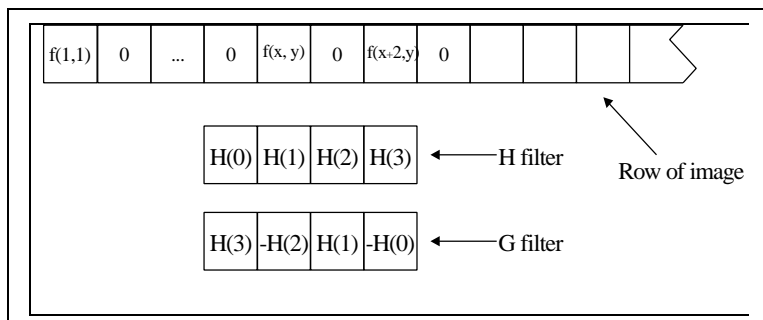 f(1,1) 0 ... 0 f(x, y) 0 f(x+2,y) 0
H(0) H(1) H(2) H(3) H filter
Row of image
H(3) -H(2) H(1) -H(0) G filter